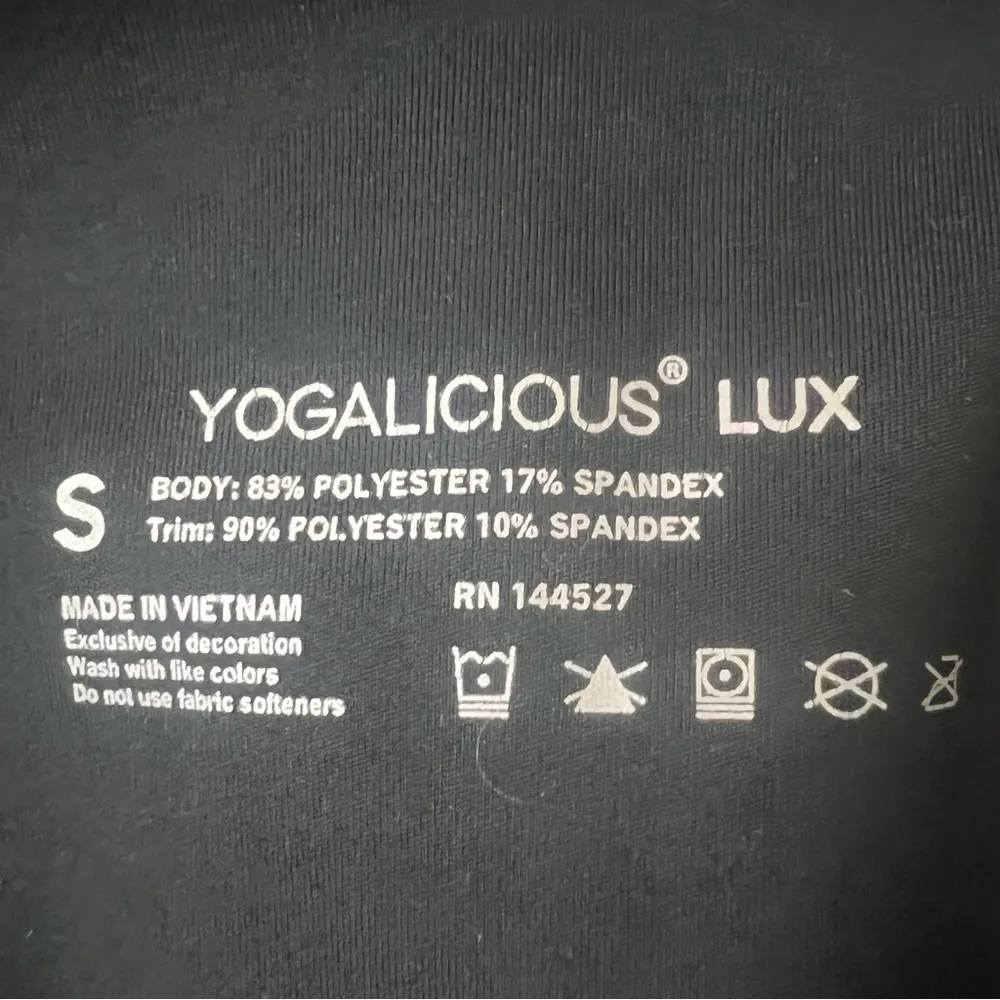 YOGALICIOUS® LUX
S
BODY: 83% POLYESTER 17% SPANDEX
Trim: 90% POLYESTER 10% SPANDEX
MADE IN VIETNAM
Exclusive of decoration
Wash with like colors
Do not use fabric softeners
RN 144527